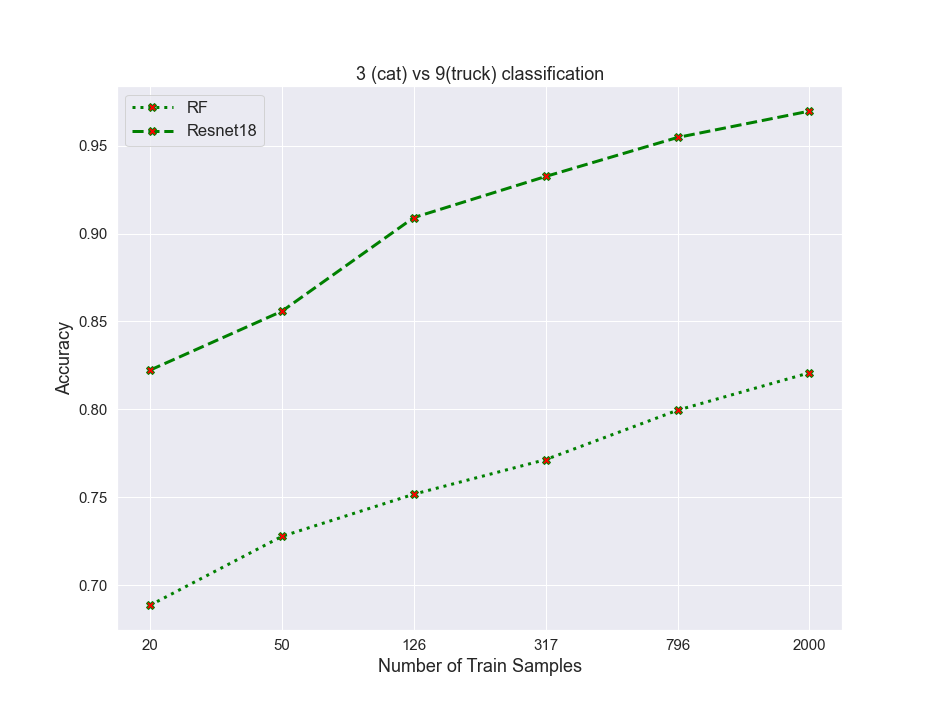 3 (cat) vs 9(truck) classification
RF
Resnet18
0.95
0.90
0.85
0.80
0.75
0.70
Accuracy
20 50 126 317 796 2000
Number of Train Samples